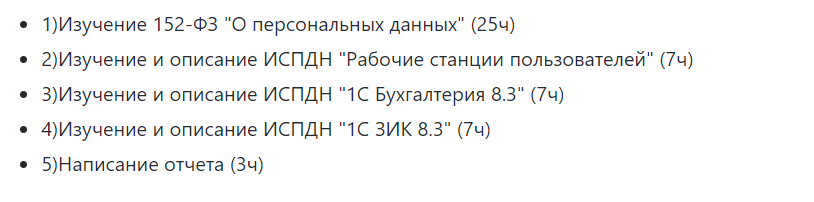 1)Изучение 152-ФЗ "О персональных данных" (25ч)
2)Изучение и описание ИСПДН "Рабочие станции пользователей" (7ч)
3)Изучение и описание ИСПДН "1С Бухгалтерия 8.3" (7ч)
4)Изучение и описание ИСПДН "1С ЗИК 8.3" (7ч)
5)Написание отчета (3ч)